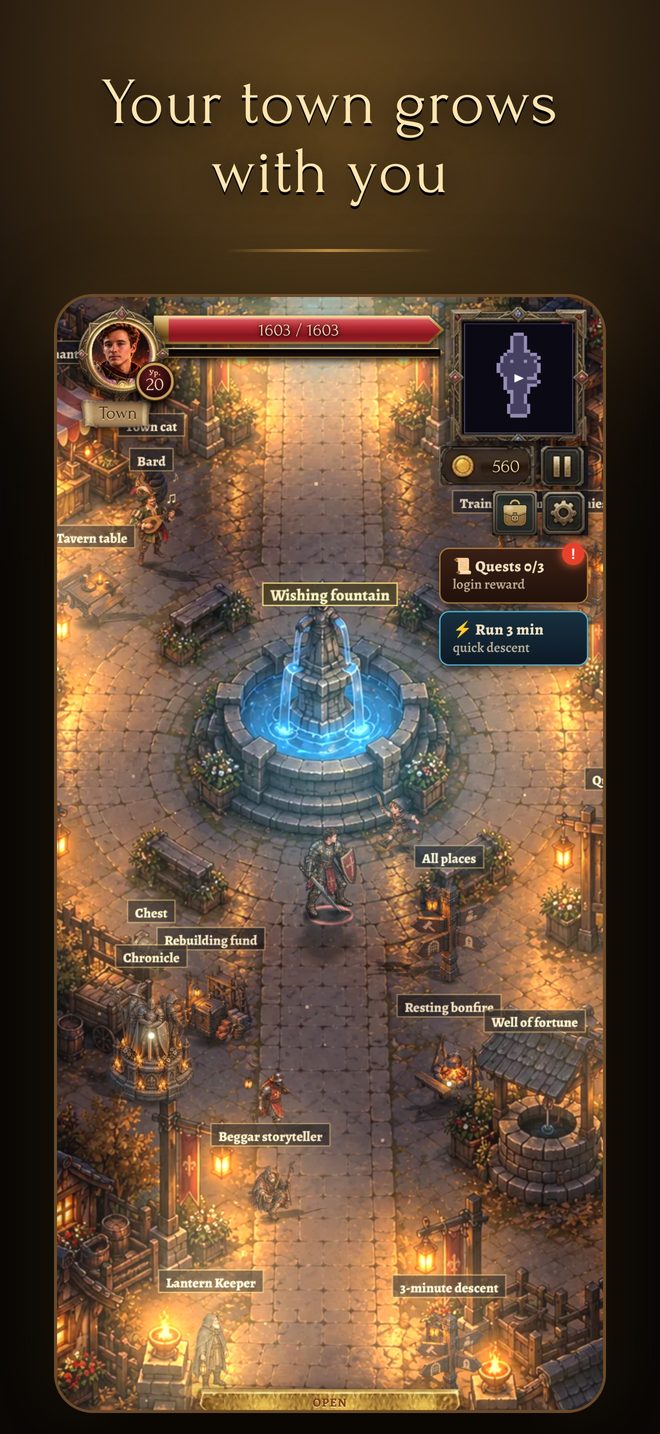 Your town grows
with you
1603 / 1603
Ур.
20
Town
Town cat
Bard
560
Tavern table
Quests 0/3
login reward
!
Run 3 min
quick descent
Wishing fountain
All places
Chest
Rebuilding fund
Chronicle
Resting bonfire
Well of fortune
Beggar storyteller
Lantern Keeper
3-minute descent
OPEN